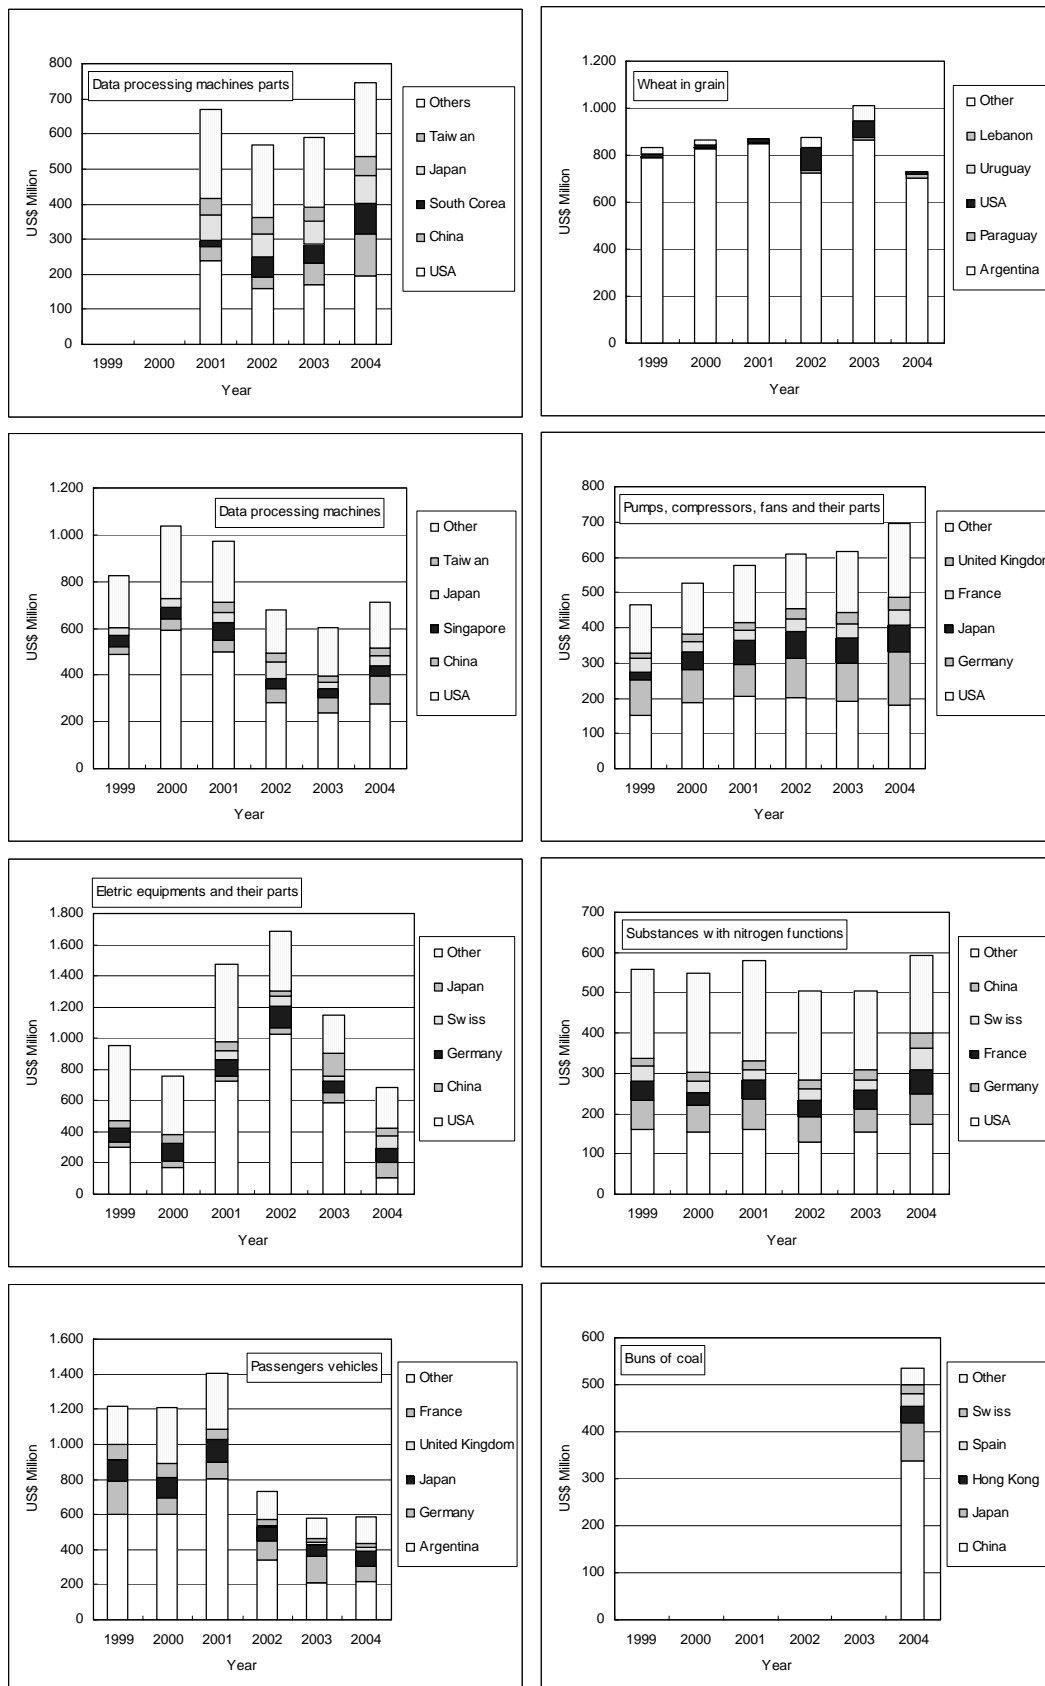 Data processing machines parts
800
700
600
500
400
300
200
100
0
US$ Million
1999 2000 2001 2002 2003 2004
Year
Others
Taiwan
Japan
South Corea
China
USA
Wheat in grain
1.200
1.000
800
600
400
200
0
US$ Million
1999 2000 2001 2002 2003 2004
Year
Other
Lebanon
Uruguay
USA
Paraguay
Argentina
Data processing machines
1.200
1.000
800
600
400
200
0
US$ Million
1999 2000 2001 2002 2003 2004
Year
Other
Taiwan
Japan
Singapore
China
USA
Pumps, compressors, fans and their parts
800
700
600
500
400
300
200
100
0
US$ Million
1999 2000 2001 2002 2003 2004
Year
Other
United Kingdom
France
Japan
Germany
USA
Eletric equipments and their parts
1.800
1.600
1.400
1.200
1.000
800
600
400
200
0
US$ Million
1999 2000 2001 2002 2003 2004
Year
Other
Japan
Swiss
Germany
China
USA
Substances with nitrogen functions
700
600
500
400
300
200
100
0
US$ Million
1999 2000 2001 2002 2003 2004
Year
Other
China
Swiss
France
Germany
USA
Passengers vehicles
1.600
1.400
1.200
1.000
800
600
400
200
0
US$ Million
1999 2000 2001 2002 2003 2004
Year
Other
France
United Kingdom
Japan
Germany
Argentina
Buns of coal
600
500
400
300
200
100
0
US$ Million
1999 2000 2001 2002 2003 2004
Year
Other
Swiss
Spain
Hong Kong
Japan
China